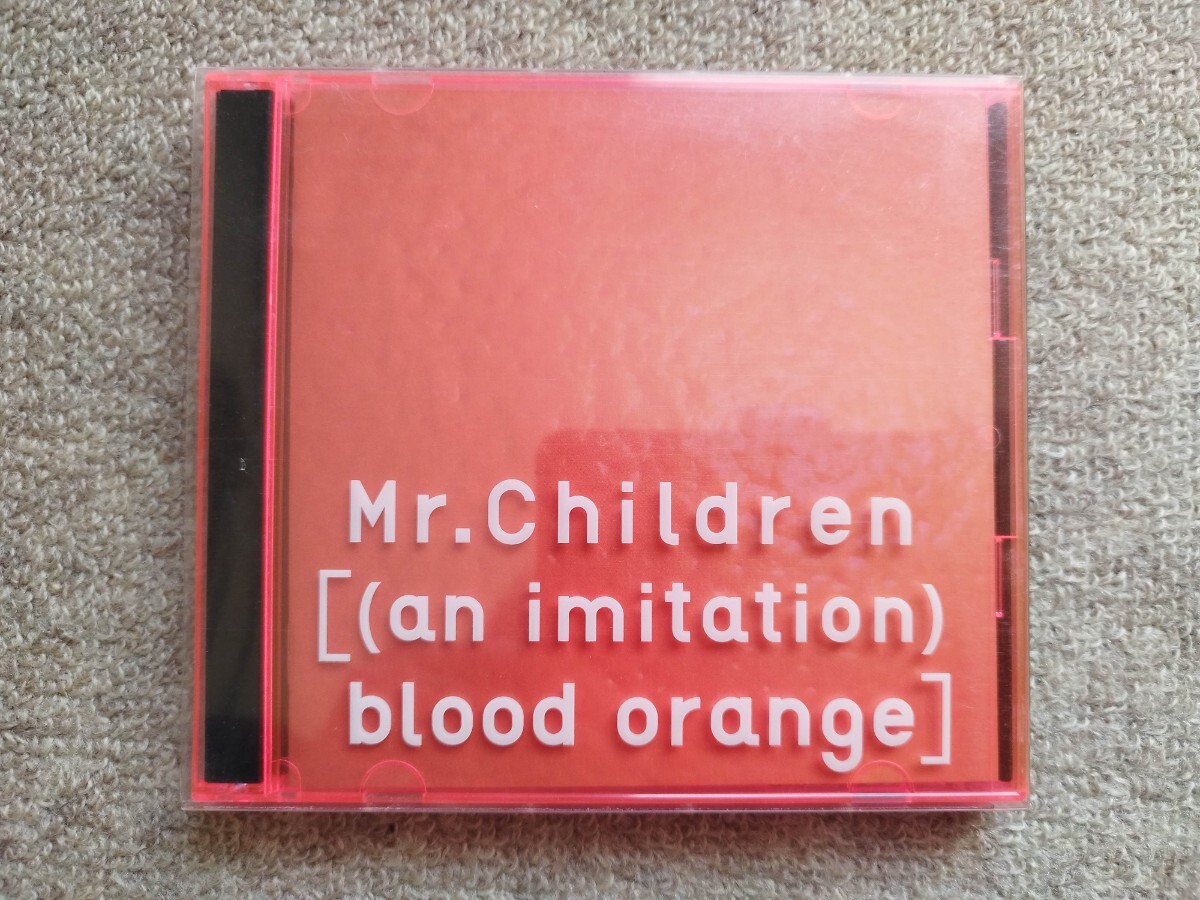 Mr.Children
[(an imitation)
blood orange]